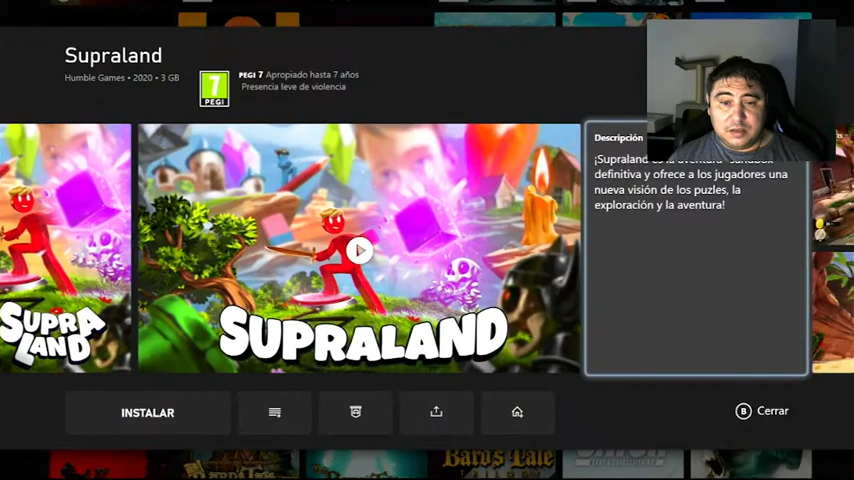 Supraland
Humble Games • 2020 • 3 GB
7
PEGI
PEGI 7 Apropiado hasta 7 años
Presencia leve de violencia
SUPRA
LAND
SUPRALAND
Descripción
¡Supraland es la aventura
definitiva y ofrece a los jugadores una
nueva visión de los puzles, la
exploración y la aventura!
INSTALAR
B Cerrar
Bard's Tale